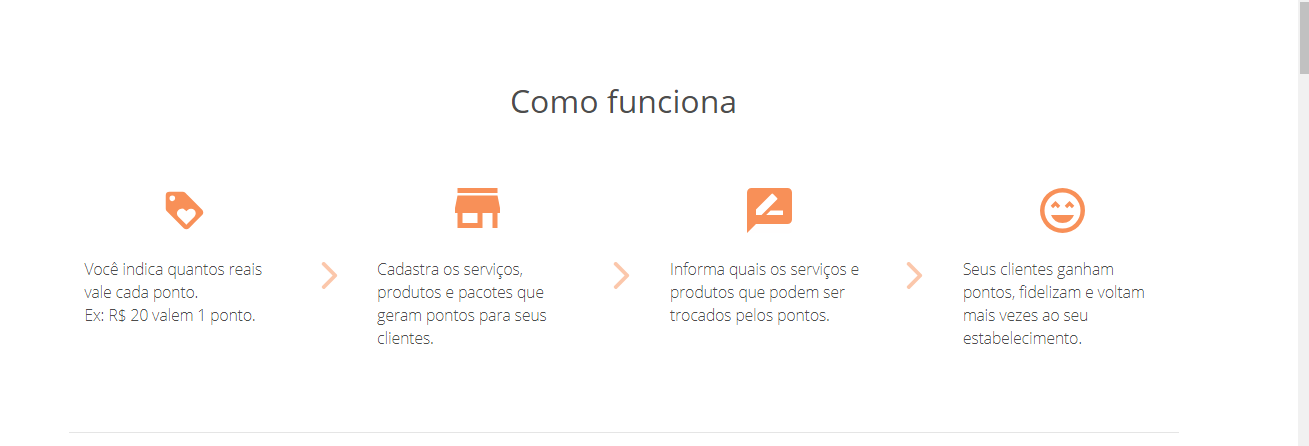 Como funciona
Você indica quantos reais
vale cada ponto.
Ex: R$ 20 valem 1 ponto.
Cadastra os serviços,
produtos e pacotes que
geram pontos para seus
clientes.
Informa quais os serviços e
produtos que podem ser
trocados pelos pontos.
Seus clientes ganham
pontos, fidelizam e voltam
mais vezes ao seu
estabelecimento.